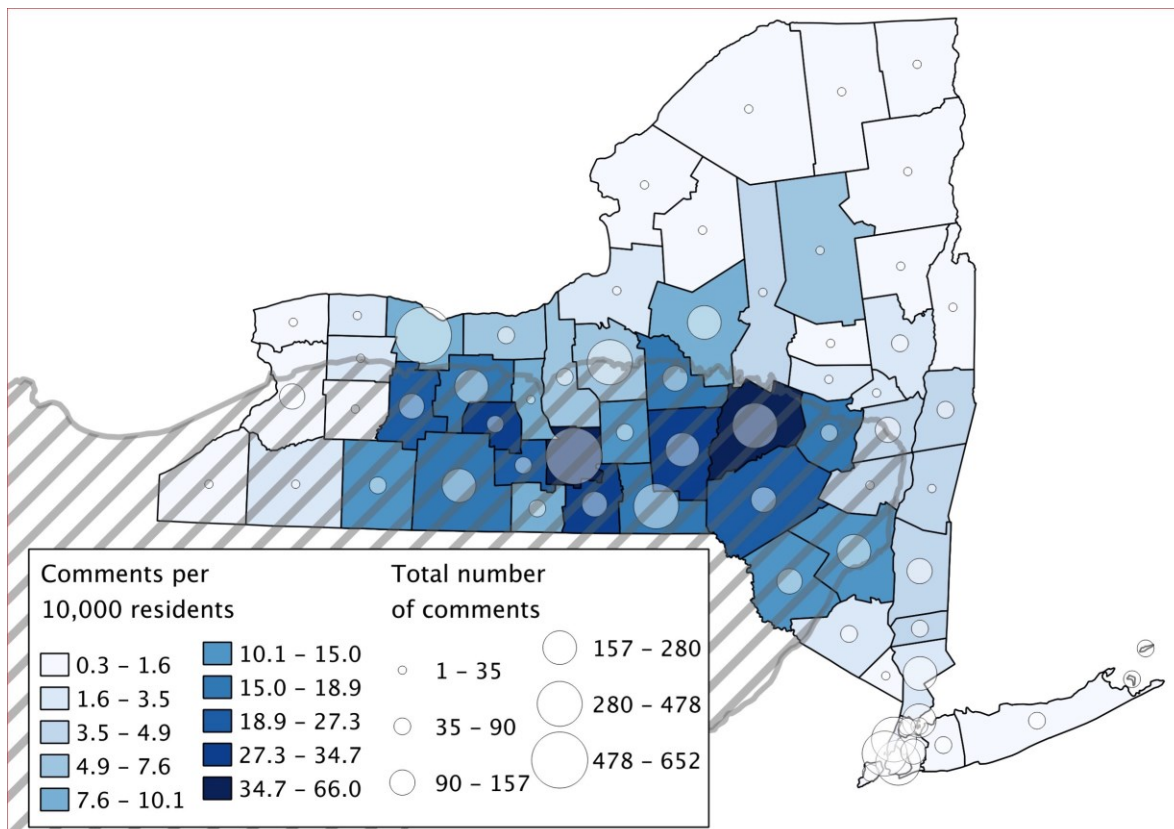 Comments per
10,000 residents
0.3 – 1.6
1.6 – 3.5
3.5 – 4.9
4.9 – 7.6
7.6 – 10.1
10.1 – 15.0
15.0 – 18.9
18.9 – 27.3
27.3 – 34.7
34.7 – 66.0
Total number
of comments
1 – 35
35 – 90
90 – 157
157 – 280
280 – 478
478 – 652